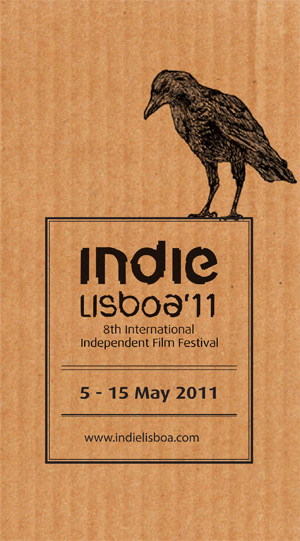 INDIE
LISBOA'11
8th International
Independent Film Festival
5 - 15 May 2011
www.indielisboa.com